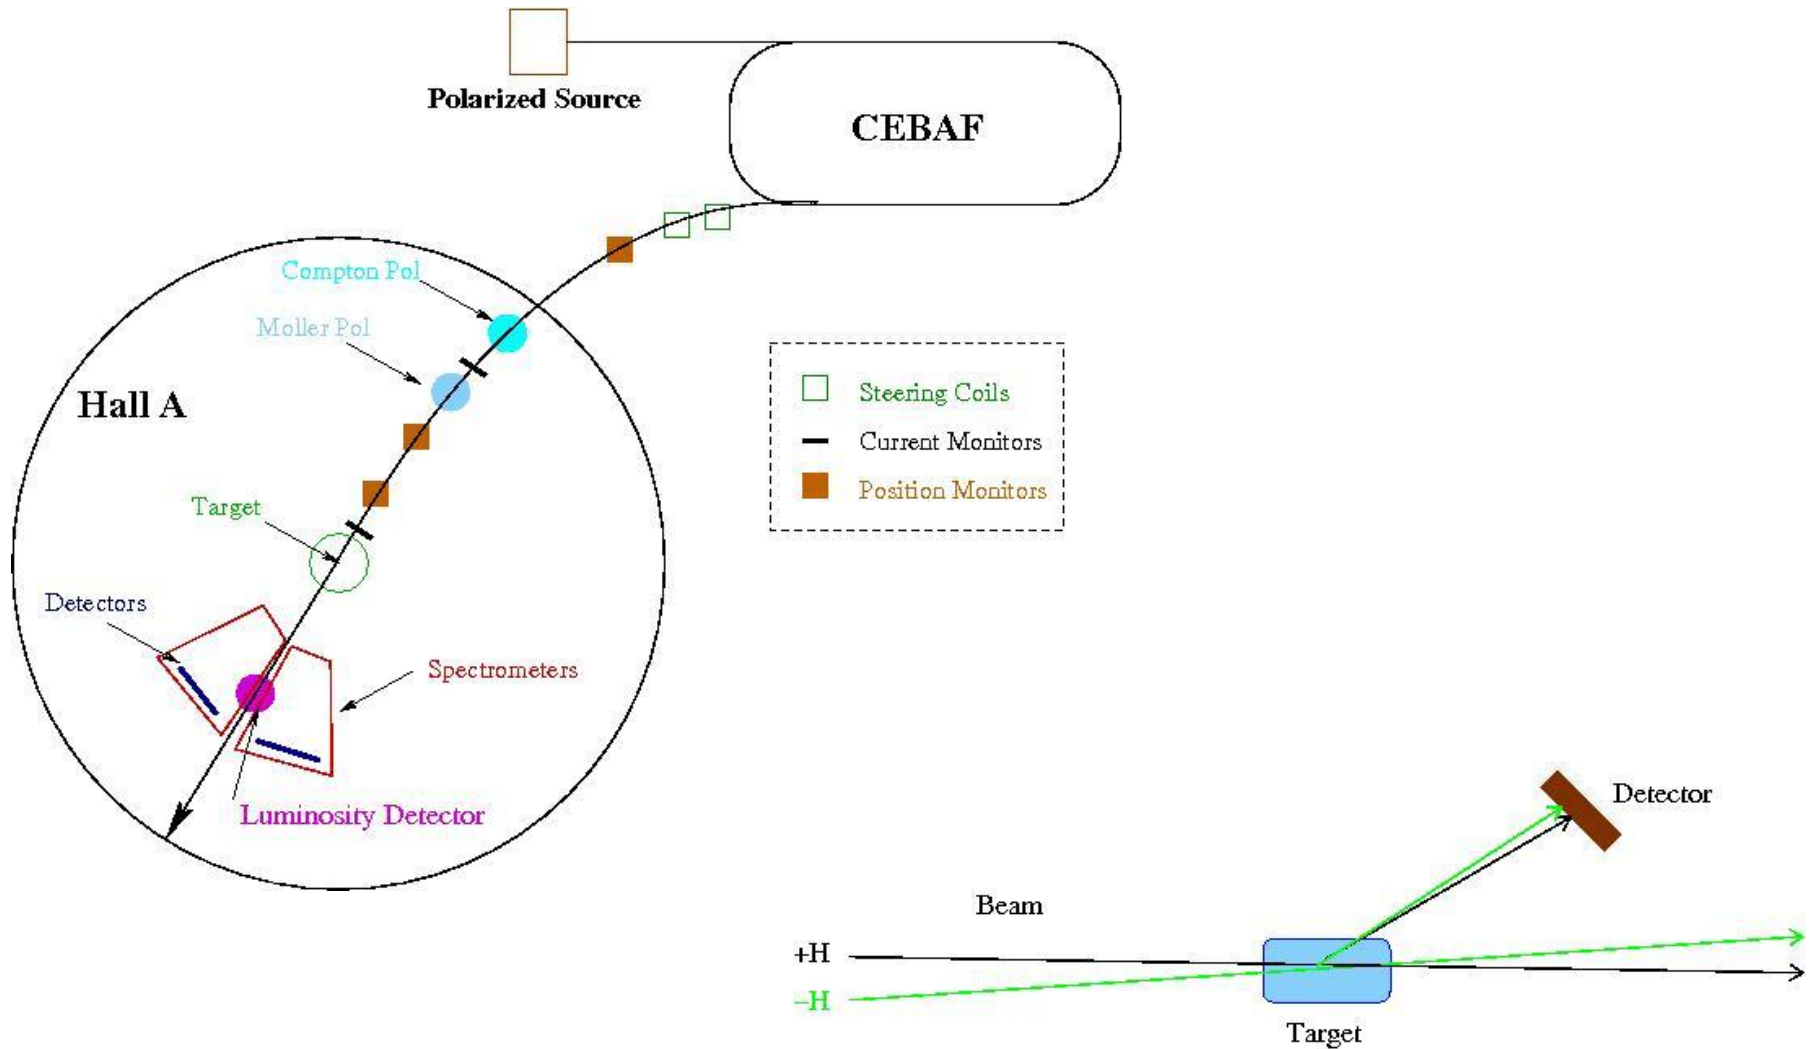 Polarized Source
CEBAF
Compton Pol
Moller Pol
Hall A
Steering Coils
Current Monitors
Position Monitors
Target
Detectors
Spectrometers
Luminosity Detector
Detector
Beam
+H
−H
Target